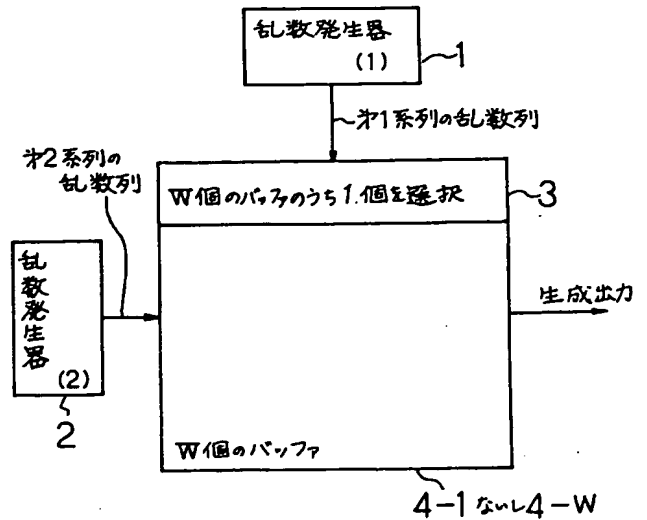 乱数発生器
(1)
1
第1系列の乱数列
第2系列の
乱数列
W個のバッファのうち1個を選択
3
乱数発生器
(2)
2
生成出力
W個のバッファ
4-1ないし4-W